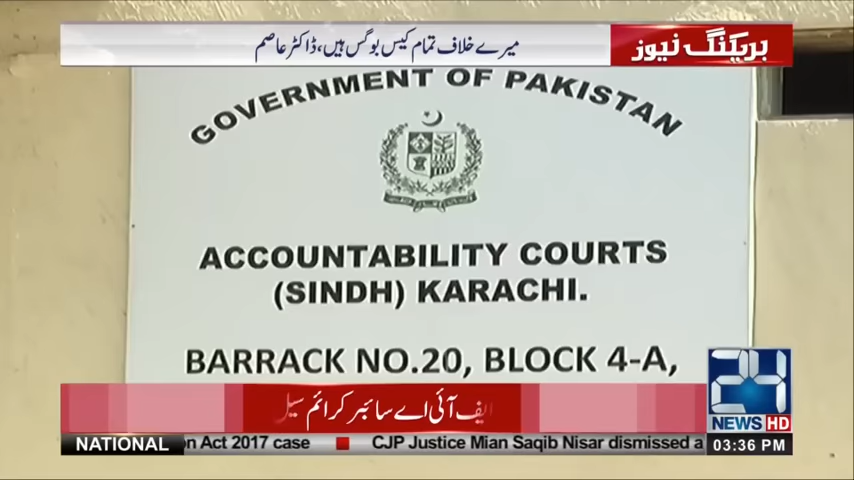 میرے خلاف تمام کیس بوگس ہیں، ڈاکٹر عاصم
بریکنگ نیوز
GOVERNMENT OF PAKISTAN
ACCOUNTABILITY COURTS
(SINDH) KARACHI.
BARRACK NO.20, BLOCK 4-A,
ایف آئی اے سائبر کرائم سیل
24
NEWS HD
NATIONAL
on Act 2017 case
CJP Justice Mian Saqib Nisar dismissed a
03:36 PM